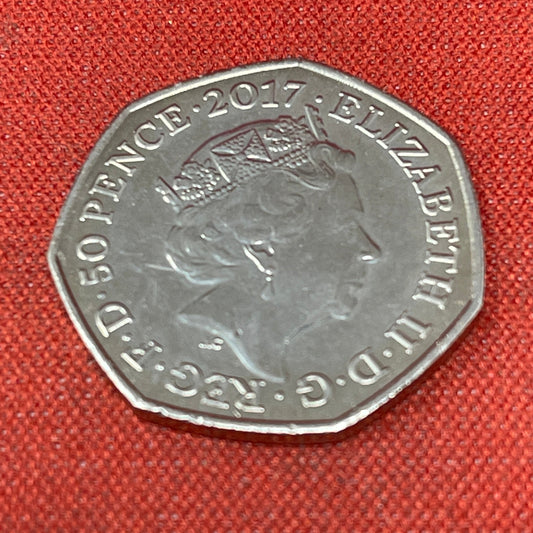 ELIZABETH II · D · G · REG · F · D · 50 PENCE · 2017 ·